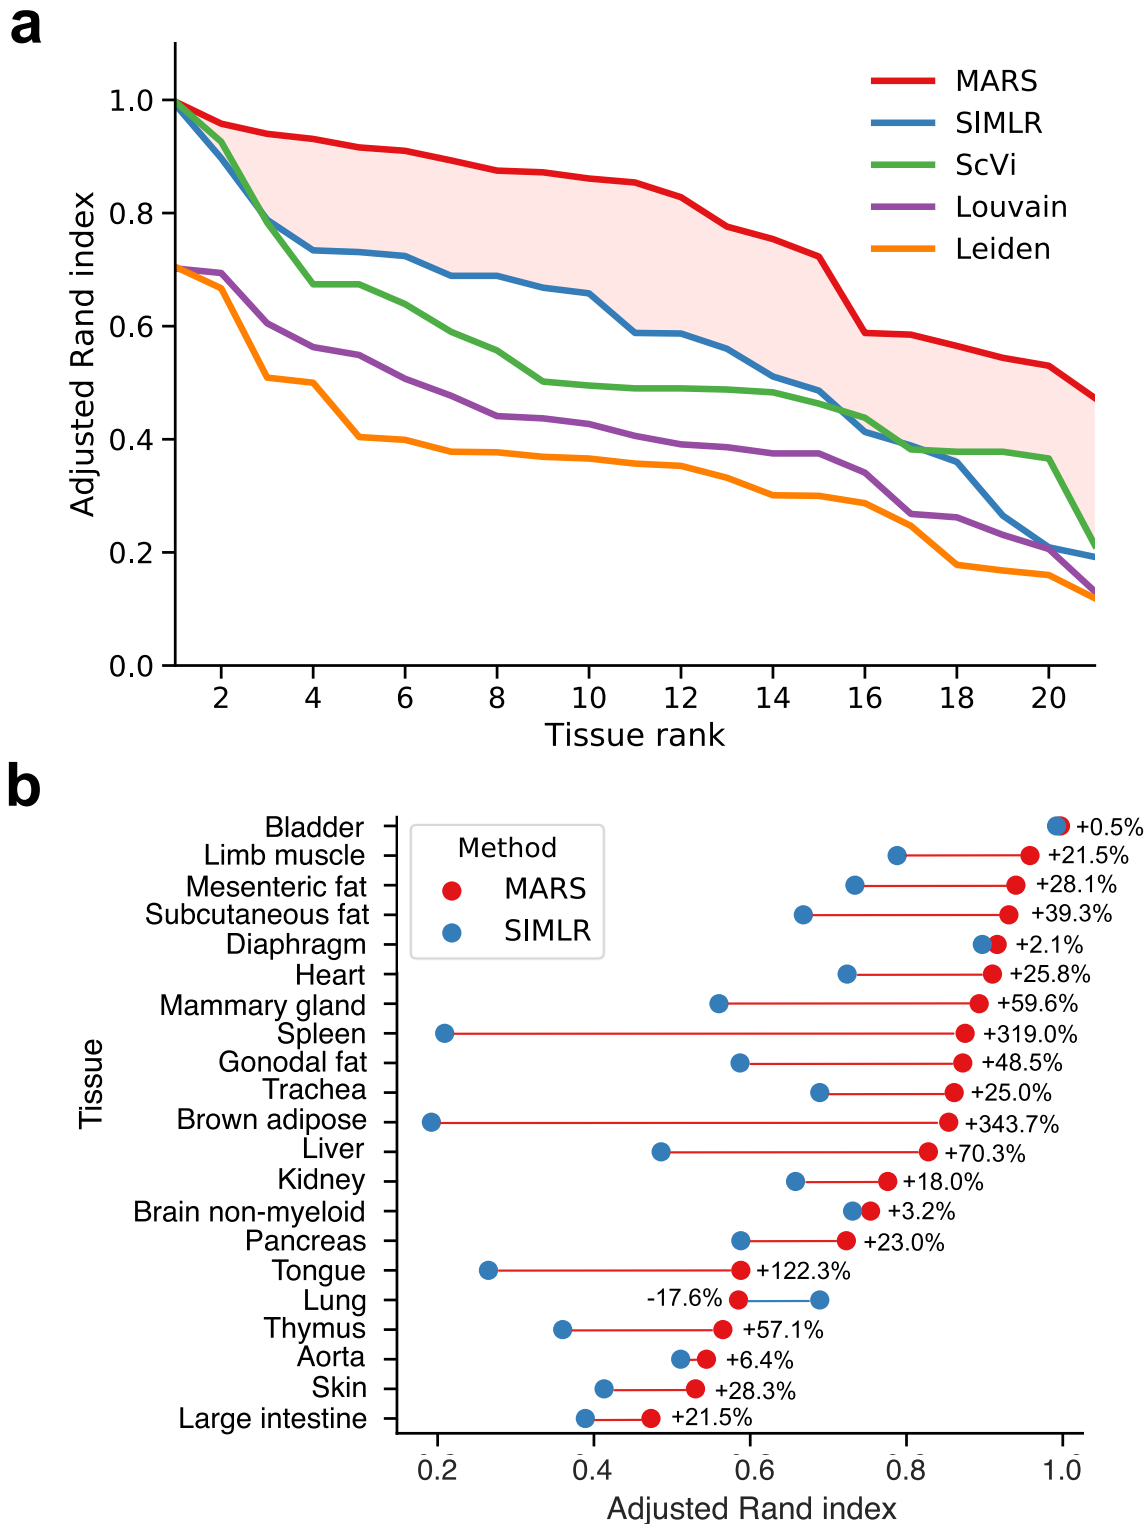 a
Adjusted Rand index
1.0
0.8
0.6
0.4
0.2
0.0
MARS
SIMLR
ScVi
Louvain
Leiden
2 4 6 8 10 12 14 16 18 20
Tissue rank
b
Tissue
Method
MARS
SIMLR
Bladder +0.5%
Limb muscle +21.5%
Mesenteric fat +28.1%
Subcutaneous fat +39.3%
Diaphragm +2.1%
Heart +25.8%
Mammary gland +59.6%
Spleen +319.0%
Gonodal fat +48.5%
Trachea +25.0%
Brown adipose +343.7%
Liver +70.3%
Kidney +18.0%
Brain non-myeloid +3.2%
Pancreas +23.0%
Tongue +122.3%
Lung -17.6%
Thymus +57.1%
Aorta +6.4%
Skin +28.3%
Large intestine +21.5%
0.2 0.4 0.6 0.8 1.0
Adjusted Rand index